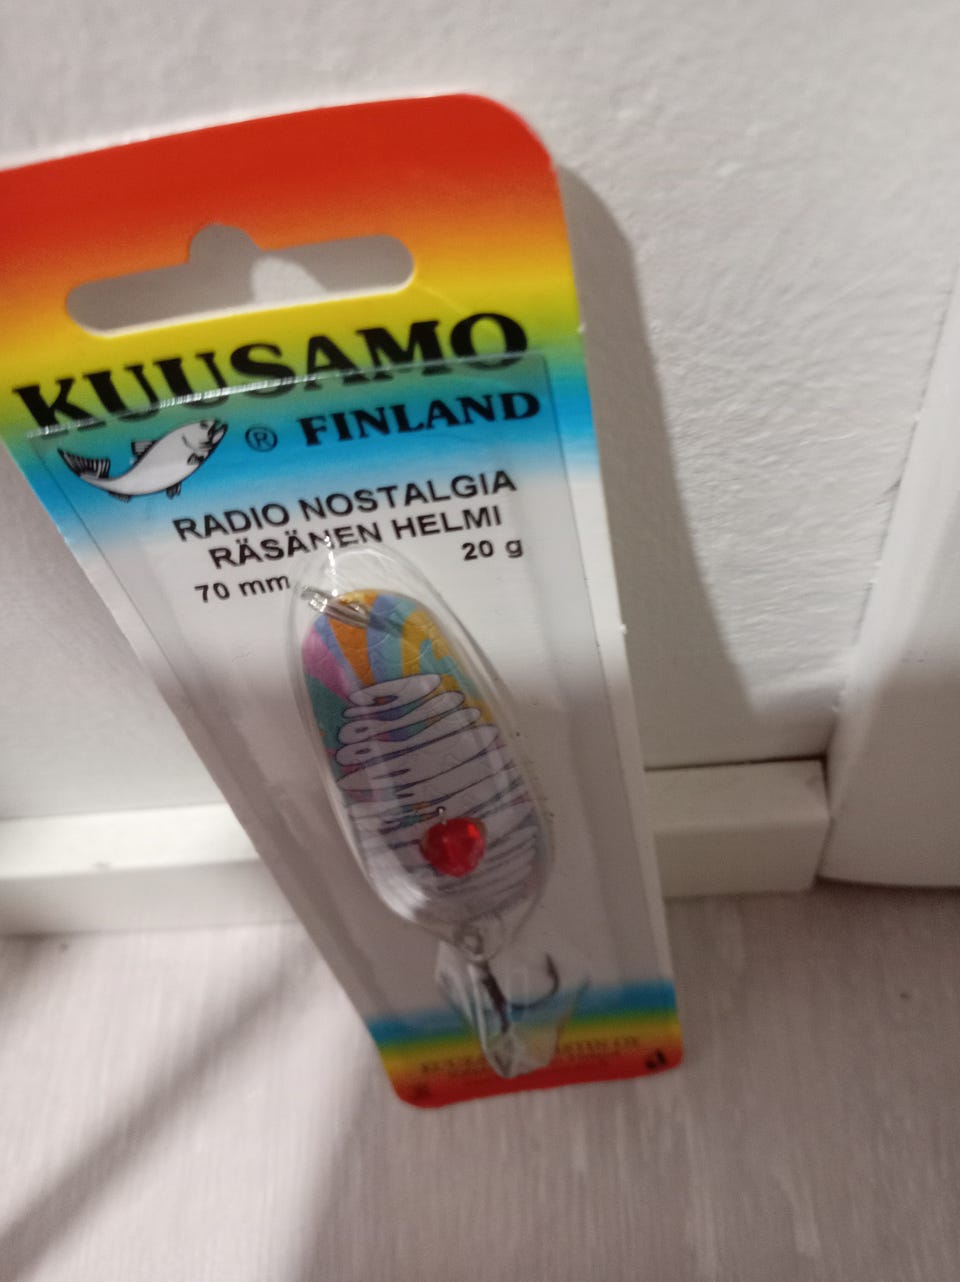 KUUSAMO
® FINLAND
RADIO NOSTALGIA
RÄSÄNEN HELMI
70 mm 20 g